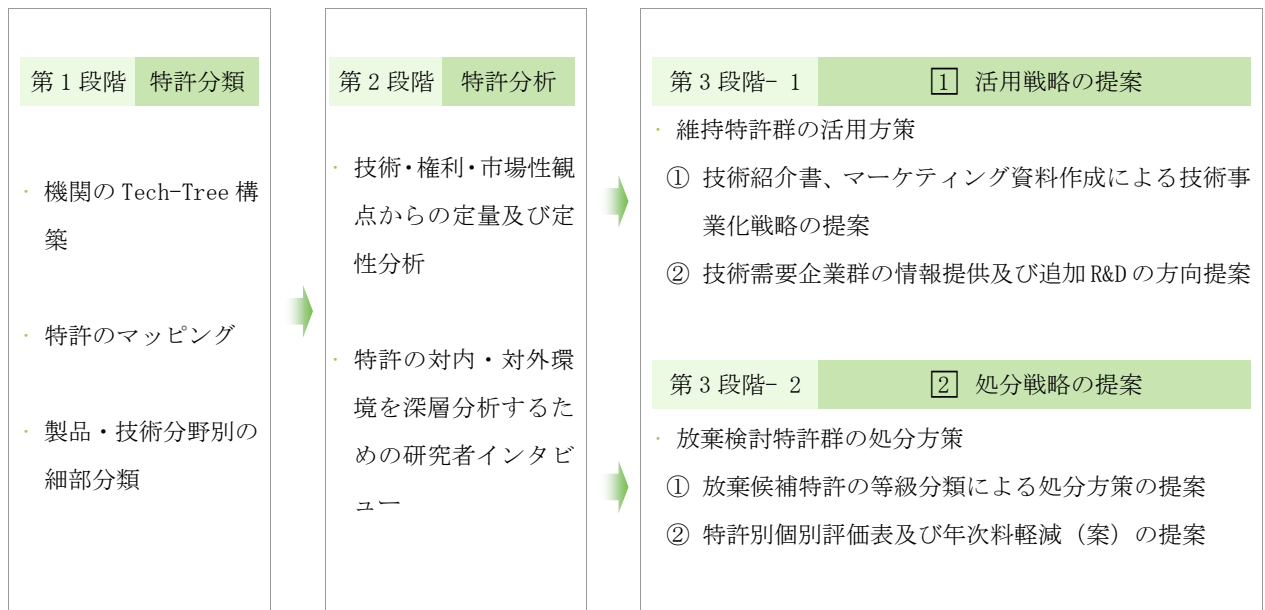 第1段階 特許分類
· 機関の Tech-Tree 構
築
· 特許のマッピング
· 製品・技術分野別の
細部分類
第2段階 特許分析
· 技術・権利・市場性観
点からの定量及び定
性分析
· 特許の対内・対外環
境を深層分析するた
めの研究者インタビ
ュー
第3段階- 1 1 活用戦略の提案
· 維持特許群の活用方策
① 技術紹介書、マーケティング資料作成による技術事
業化戦略の提案
② 技術需要企業群の情報提供及び追加 R&D の方向提案
第3段階- 2 2 処分戦略の提案
· 放棄検討特許群の処分方策
① 放棄候補特許の等級分類による処分方策の提案
② 特許別個別評価表及び年次料軽減（案）の提案